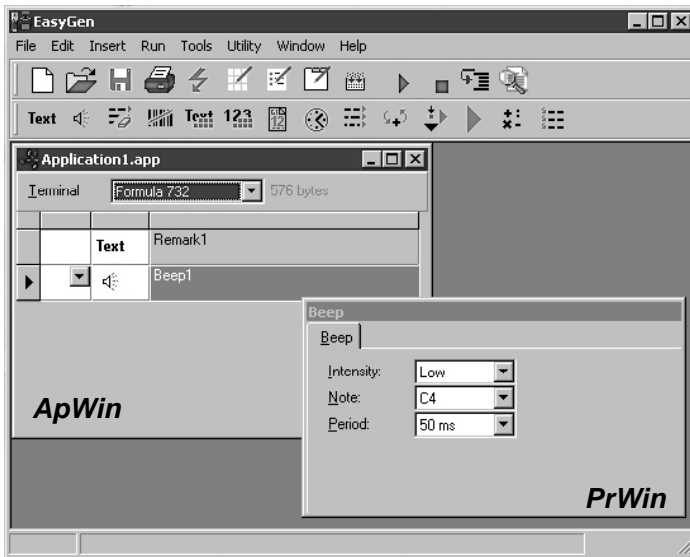 EasyGen
File Edit Insert Run Tools Utility Window Help
Text Text 123 12
Application1.app
Terminal Formula 732 576 bytes
Text Remark1
Beep1
Beep
Beep
Intensity: Low
Note: C4
Period: 50 ms
ApWin
PrWin